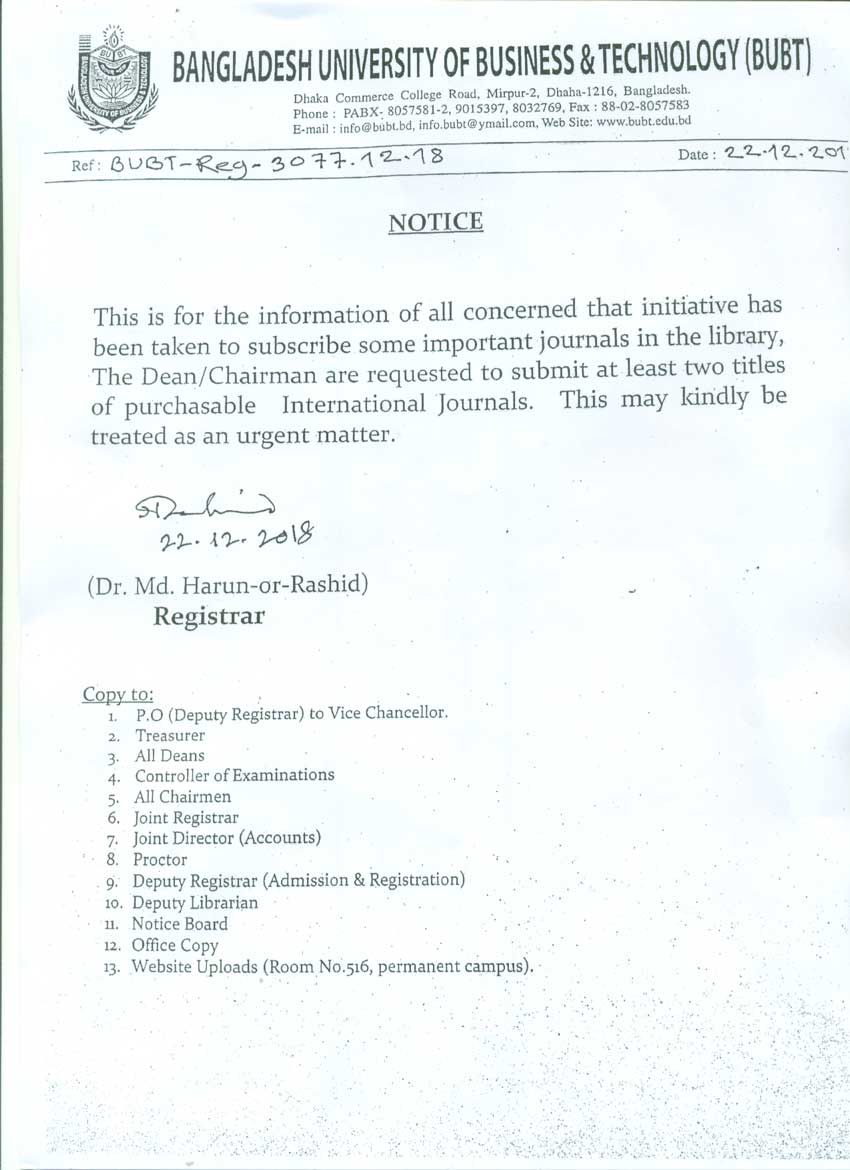 BANGLADESH UNIVERSITY OF BUSINESS & TECHNOLOGY (BUBT)
Dhaka Commerce College Road, Mirpur-2, Dhaha-1216, Bangladesh.
Phone : PABX- 8057581-2, 9015397, 8032769, Fax : 88-02-8057583
E-mail : info@bubt.bd, info.bubt@ymail.com, Web Site: www.bubt.edu.bd
Ref : BUBT-Reg-3077.12.18 Date : 22.12.201
NOTICE
This is for the information of all concerned that initiative has
been taken to subscribe some important journals in the library,
The Dean/Chairman are requested to submit at least two titles
of purchasable International Journals. This may kindly be
treated as an urgent matter.
22.12.2018
(Dr. Md. Harun-or-Rashid)
Registrar
Copy to:
1. P.O (Deputy Registrar) to Vice Chancellor.
2. Treasurer
3. All Deans
4. Controller of Examinations
5. All Chairmen
6. Joint Registrar
7. Joint Director (Accounts)
8. Proctor
9. Deputy Registrar (Admission & Registration)
10. Deputy Librarian
11. Notice Board
12. Office Copy
13. Website Uploads (Room No.516, permanent campus).